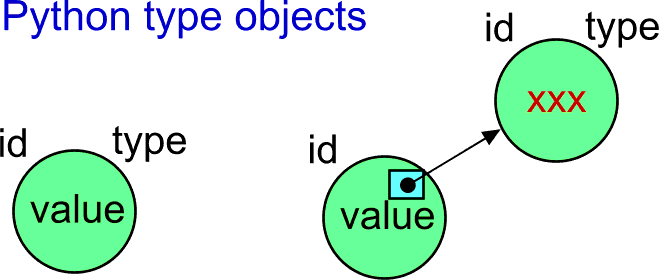 Python type objects
id type
xxx
id type
value
id
value